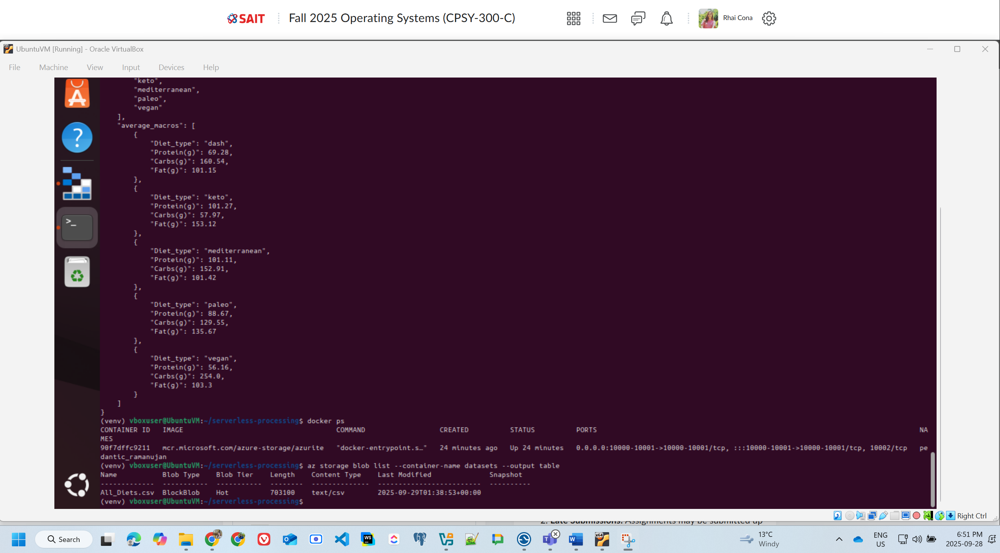 SAIT
Fall 2025 Operating Systems (CPSY-300-C)
Rhai Cona
UbuntuVM [Running] - Oracle VirtualBox
File Machine View Input Devices Help
"keto",
"mediterranean",
"paleo",
"vegan"
],
"average_macros": [
{
"Diet_type": "dash",
"Protein(g)": 69.28,
"Carbs(g)": 160.54,
"Fat(g)": 101.15
},
{
"Diet_type": "keto",
"Protein(g)": 101.27,
"Carbs(g)": 57.97,
"Fat(g)": 153.12
},
{
"Diet_type": "mediterranean",
"Protein(g)": 101.11,
"Carbs(g)": 152.91,
"Fat(g)": 101.42
},
{
"Diet_type": "paleo",
"Protein(g)": 88.67,
"Carbs(g)": 129.55,
"Fat(g)": 135.67
},
{
"Diet_type": "vegan",
"Protein(g)": 56.16,
"Carbs(g)": 254.0,
"Fat(g)": 103.3
}
]
}
(venv) vboxuser@UbuntuVM:~/serverless-processing$ docker ps
CONTAINER ID IMAGE COMMAND CREATED STATUS PORTS NA
MES
90f7dffc9211 mcr.microsoft.com/azure-storage/azurite "docker-entrypoint.s…" 24 minutes ago Up 24 minutes 0.0.0.0:10000-10001->10000-10001/tcp, :::10000-10001->10000-10001/tcp, 10002/tcp pe
dantic_ramanujan
(venv) vboxuser@UbuntuVM:~/serverless-processing$ az storage blob list --container-name datasets --output table
Name Blob Type Blob Tier Length Content Type Last Modified Snapshot
------------- ----------- ----------- -------- -------------- ------------------------- ----------
All_Diets.csv BlockBlob Hot 703100 text/csv 2025-09-29T01:38:53+00:00
(venv) vboxuser@UbuntuVM:~/serverless-processing$
Right Ctrl
2. Late Submissions: Assignments may be submitted up
Search
13°C
Windy
ENG
US
6:51 PM
2025-09-28